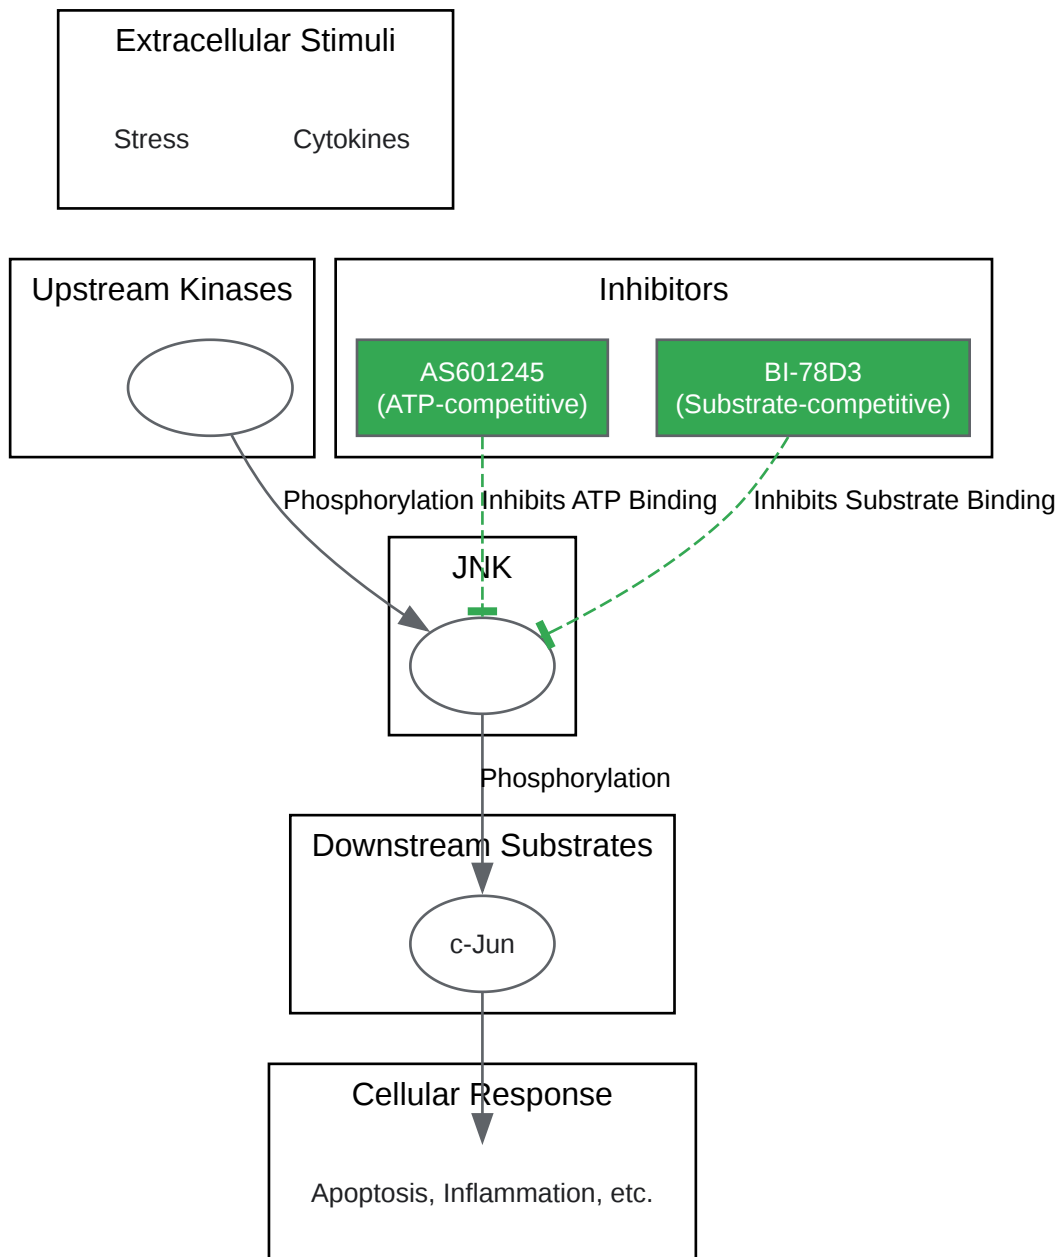 Extracellular Stimuli
Stress
Cytokines
Upstream Kinases
Inhibitors
AS601245
(ATP-competitive)
BI-78D3
(Substrate-competitive)
Phosphorylation
Inhibits ATP Binding
Inhibits Substrate Binding
JNK
Phosphorylation
Downstream Substrates
c-Jun
Cellular Response
Apoptosis, Inflammation, etc.